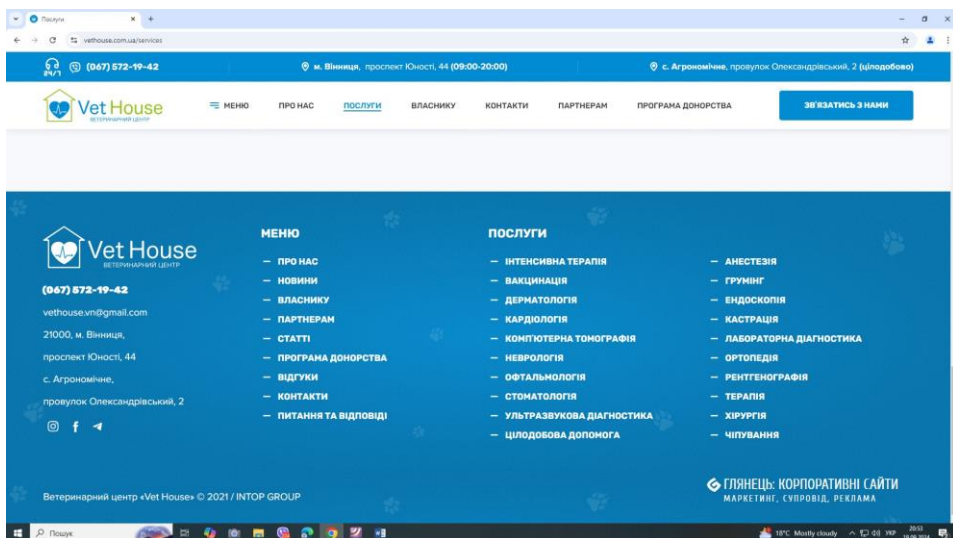 Послуги
vethouse.com.ua/services
24/7
(067) 572-19-42
м. Вінниця, проспект Юності, 44 (09:00-20:00)
с. Агрономічне, провулок Олександрівський, 2 (цілодобово)
Vet House
ВЕТЕРИНАРНИЙ ЦЕНТР
МЕНЮ
ПРО НАС
ПОСЛУГИ
ВЛАСНИКУ
КОНТАКТИ
ПАРТНЕРАМ
ПРОГРАМА ДОНОРСТВА
ЗВ'ЯЗАТИСЬ З НАМИ
Vet House
ВЕТЕРИНАРНИЙ ЦЕНТР
(067) 572-19-42
vethouse.vn@gmail.com
21000, м. Вінниця,
проспект Юності, 44
с. Агрономічне,
провулок Олександрівський, 2
МЕНЮ
— ПРО НАС
— НОВИНИ
— ВЛАСНИКУ
— ПАРТНЕРАМ
— СТАТТІ
— ПРОГРАМА ДОНОРСТВА
— ВІДГУКИ
— КОНТАКТИ
— ПИТАННЯ ТА ВІДПОВІДІ
ПОСЛУГИ
— ІНТЕНСИВНА ТЕРАПІЯ
— ВАКЦИНАЦІЯ
— ДЕРМАТОЛОГІЯ
— КАРДІОЛОГІЯ
— КОМП'ЮТЕРНА ТОМОГРАФІЯ
— НЕВРОЛОГІЯ
— ОФТАЛЬМОЛОГІЯ
— СТОМАТОЛОГІЯ
— УЛЬТРАЗВУКОВА ДІАГНОСТИКА
— ЦІЛОДОБОВА ДОПОМОГА
— АНЕСТЕЗІЯ
— ГРУМІНГ
— ЕНДОСКОПІЯ
— КАСТРАЦІЯ
— ЛАБОРАТОРНА ДІАГНОСТИКА
— ОРТОПЕДІЯ
— РЕНТГЕНОГРАФІЯ
— ТЕРАПІЯ
— ХІРУРГІЯ
— ЧІПУВАННЯ
Ветеринарний центр «Vet House» © 2021 / INTOP GROUP
ГЛЯНЕЦЬ: КОРПОРАТИВНІ САЙТИ
МАРКЕТИНГ, СУПРОВІД, РЕКЛАМА
Пошук
18°C Mostly cloudy
УКР
20:53